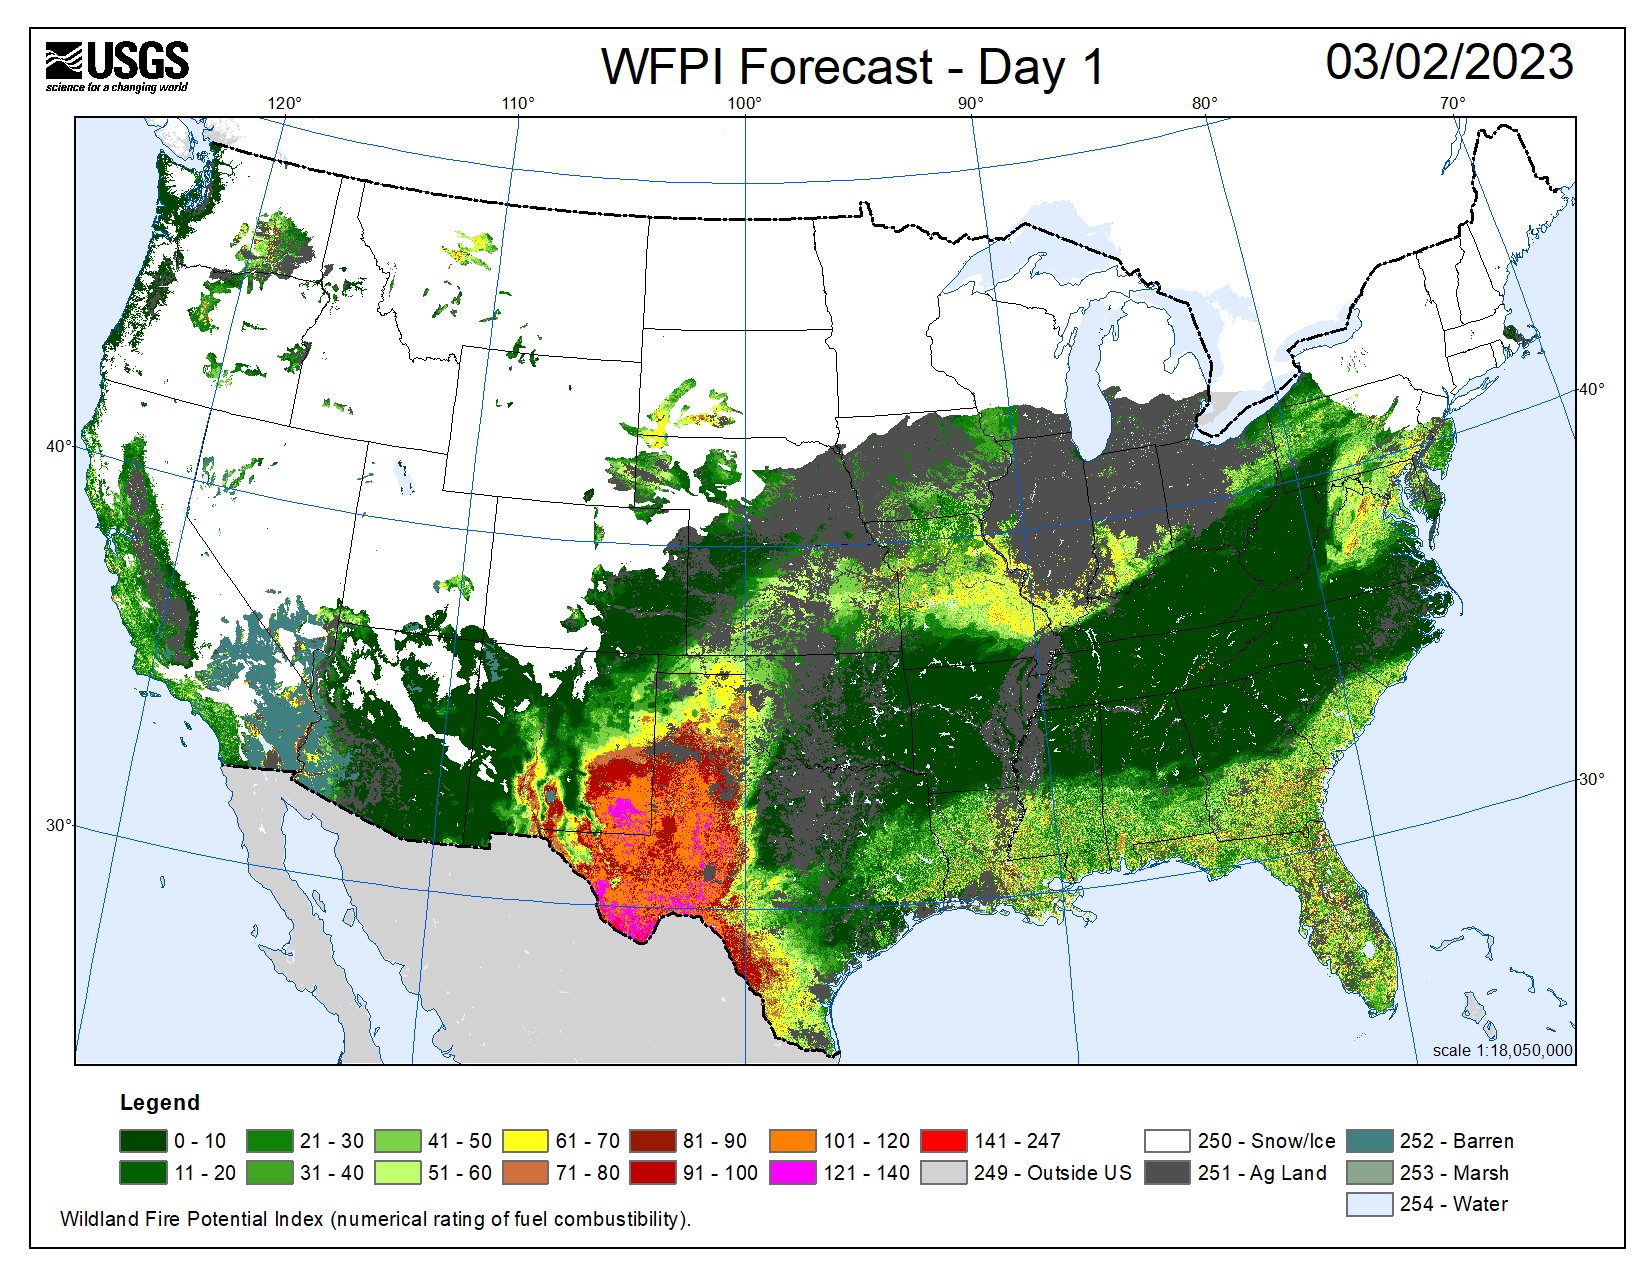 USGS
science for a changing world
WFPI Forecast - Day 1
03/02/2023
120° 110° 100° 90° 80° 70°
40° 40°
30° 30°
scale 1:18,050,000
Legend
0 - 10 21 - 30 41 - 50 61 - 70 81 - 90 101 - 120 141 - 247 250 - Snow/Ice 252 - Barren
11 - 20 31 - 40 51 - 60 71 - 80 91 - 100 121 - 140 249 - Outside US 251 - Ag Land 253 - Marsh
254 - Water
Wildland Fire Potential Index (numerical rating of fuel combustibility).